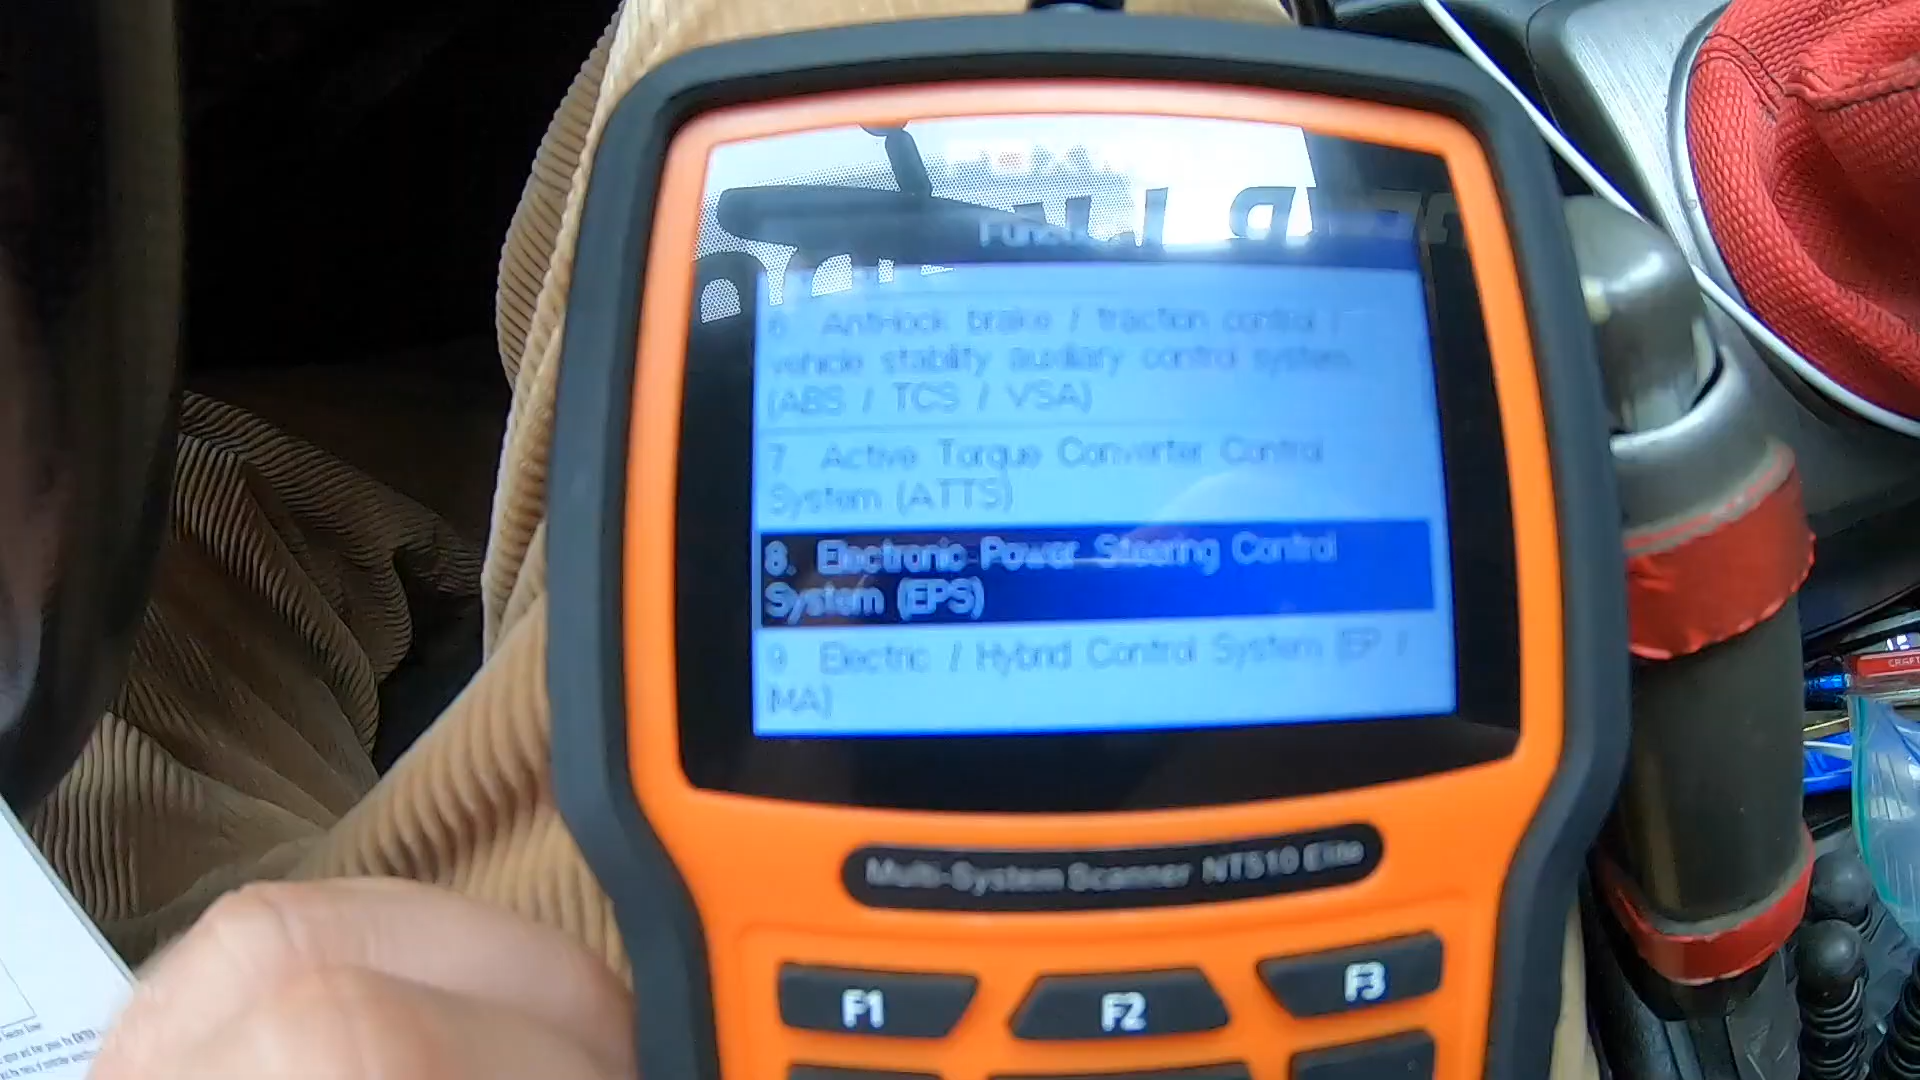 6. Anti-lock brake / traction control /
vehicle stability auxiliary control system.
(ABS / TCS / VSA)
7. Active Torque Converter Control
System (ATTS)
8. Electronic Power Steering Control
System (EPS)
9. Electric / Hybrid Control System (EP /
IMA)
Multi-System Scanner NT510 Elite
F1
F2
F3